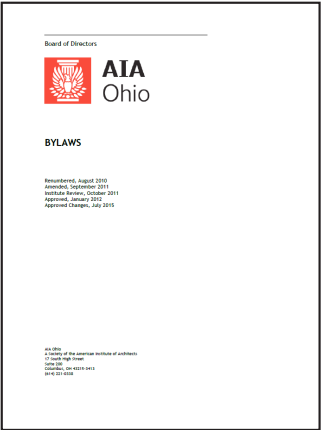 Board of Directors
AIA
Ohio
BYLAWS
Renumbered, August 2010
Amended, September 2011
Institute Review, October 2011
Approved, January 2012
Approved Changes, July 2015
AIA Ohio
A Society of the American Institute of Architects
17 South High Street
Suite 200
Columbus, OH 43215-3413
(614) 221-0338